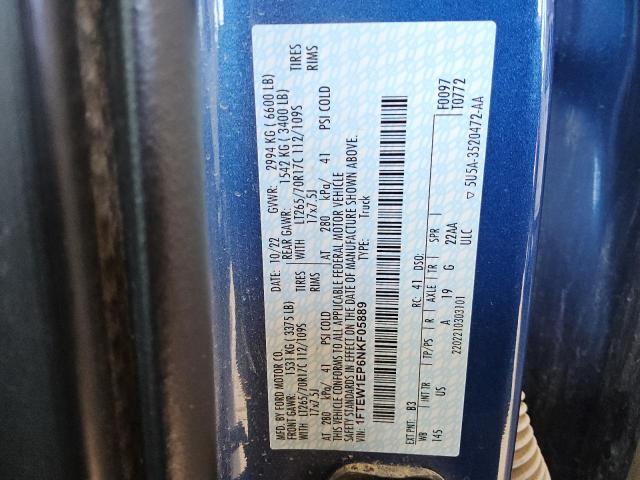 MFD. BY FORD MOTOR CO.
DATE: 10/22 GVWR: 2994 KG ( 6600 LB)
FRONT GAWR: 1531 KG (3375 LB) REAR GAWR: 1542 KG ( 3400 LB)
WITH LT265/70R17C 112/109S TIRES WITH LT265/70R17C 112/109S TIRES
17x7.5J RIMS 17x7.5J RIMS
AT 280 kPa/ 41 PSI COLD AT 280 kPa/ 41 PSI COLD
THIS VEHICLE CONFORMS TO ALL APPLICABLE FEDERAL MOTOR VEHICLE
SAFETY STANDARDS IN EFFECT ON THE DATE OF MANUFACTURE SHOWN ABOVE.
VIN: 1FTEW1EP6NKF05889 Truck
F0097
T0772
EXT PNT: B3 RC: 41 DSO:
WB INT TR TP/PS R AXLE TR SPR
145 US A 19 G 22AA
2202210303101 ULC
▽ 5U5A-3520472-AA